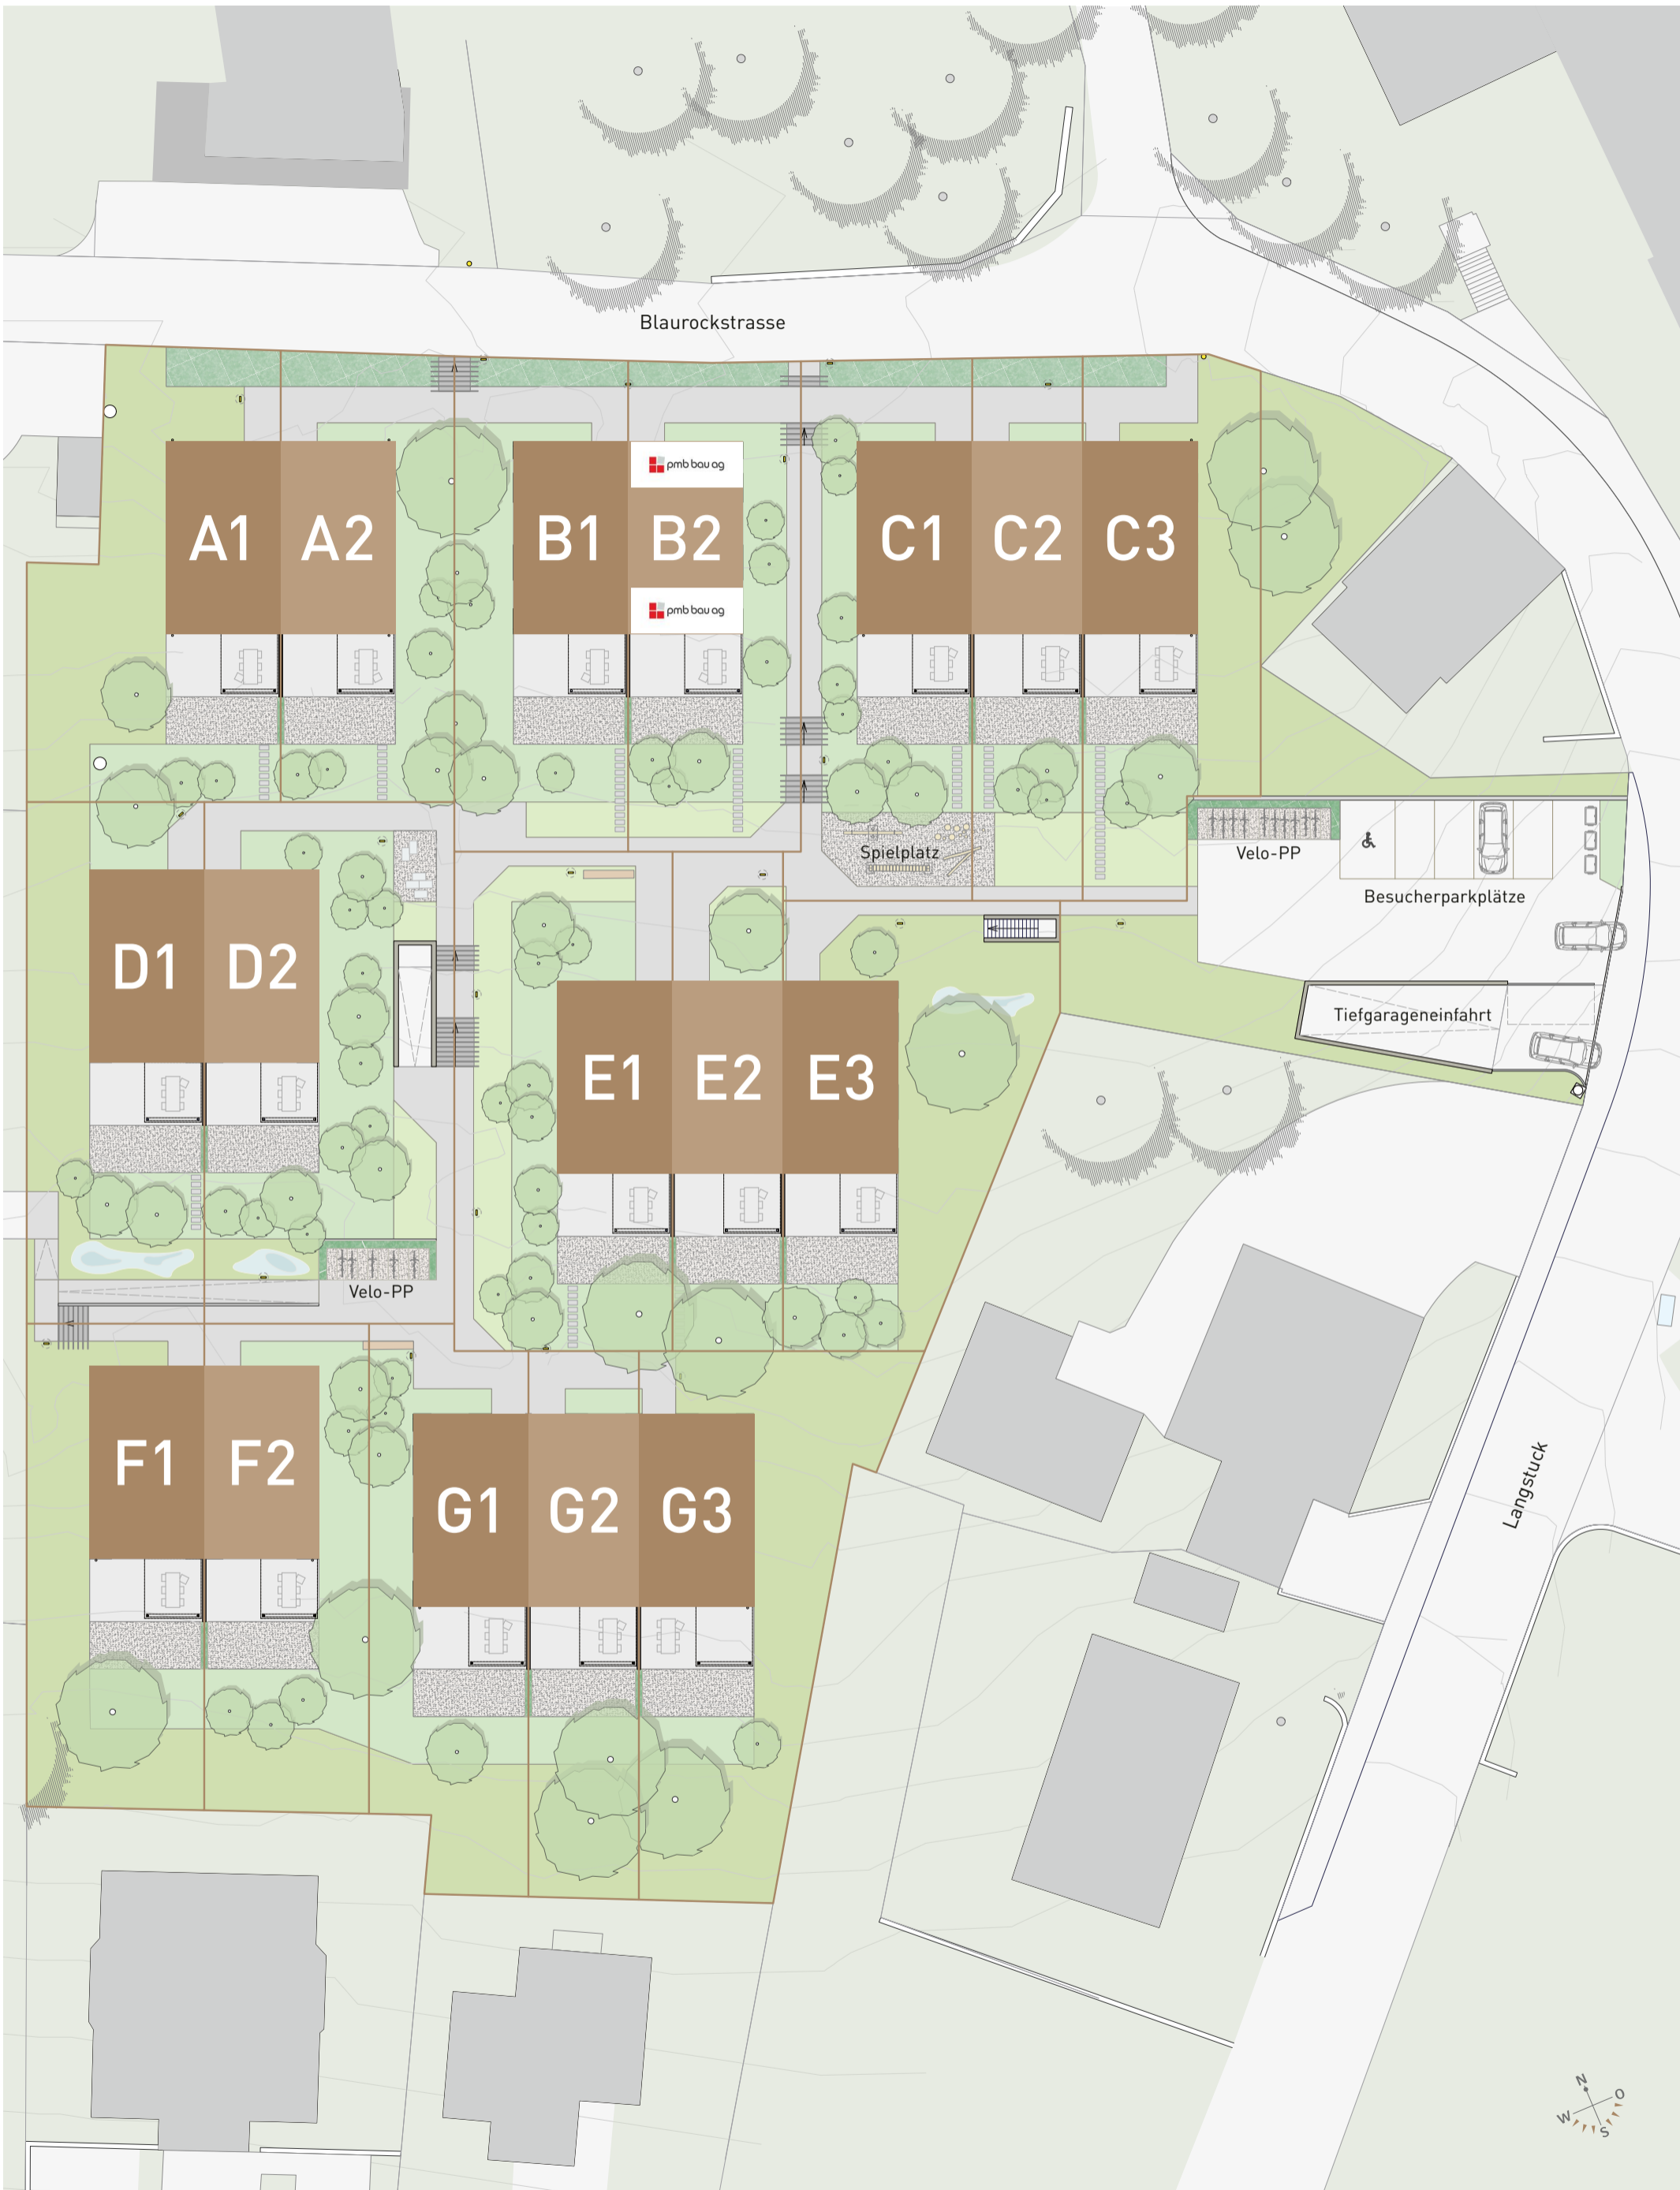 Blaurockstrasse
pmb bau ag
A1
A2
B1
B2
C1
C2
C3
pmb bau ag
Spielplatz
Velo-PP
Besucherparkplätze
D1
D2
Tiefgarageneinfahrt
E1
E2
E3
Velo-PP
F1
F2
G1
G2
G3
Langstuck
N
O
W
S